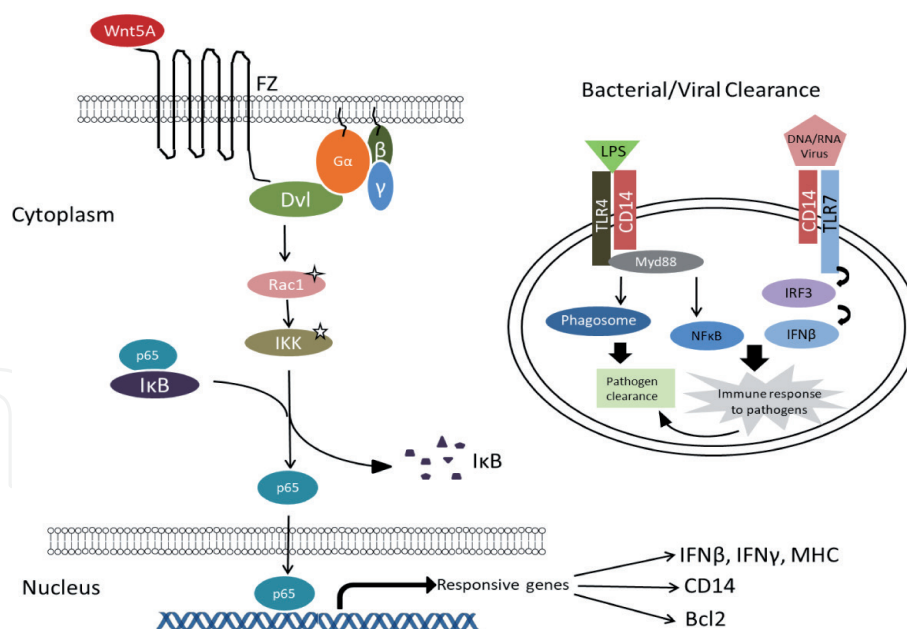 Wnt5A
FZ
Gα
β
γ
Dvl
Cytoplasm
Rac1
IKK
p65
IκB
IκB
p65
Nucleus
p65
Responsive genes
IFNβ, IFNγ, MHC
CD14
Bcl2
Bacterial/Viral Clearance
LPS
TLR4
CD14
Myd88
DNA/RNA
Virus
CD14
TLR7
IRF3
Phagosome
NFκB
IFNβ
Pathogen
clearance
Immune response
to pathogens